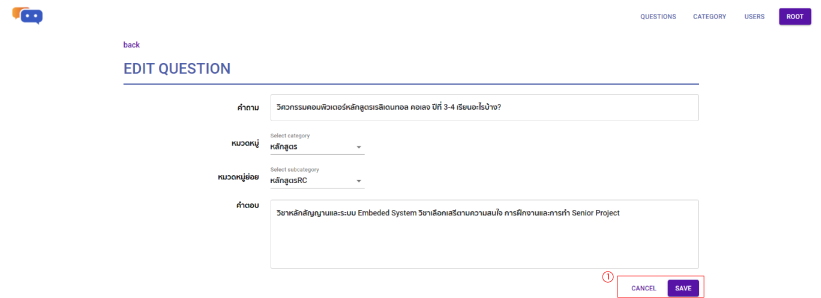 QUESTIONS CATEGORY USERS ROOT
back
EDIT QUESTION
คำถาม วิศวกรรมคอมพิวเตอร์หลักสูตรเรสิเดนทอล คอเลจ ปีที่ 3-4 เรียนอะไรบ้าง?
Select category
หมวดหมู่ หลักสูตร
Select subcategory
หมวดหมู่ย่อย หลักสูตรRC
คำตอบ วิชาหลักสัญญานและระบบ Embeded System วิชาเลือกเสรีตามความสนใจ การฝึกงานและการทำ Senior Project
1
CANCEL SAVE